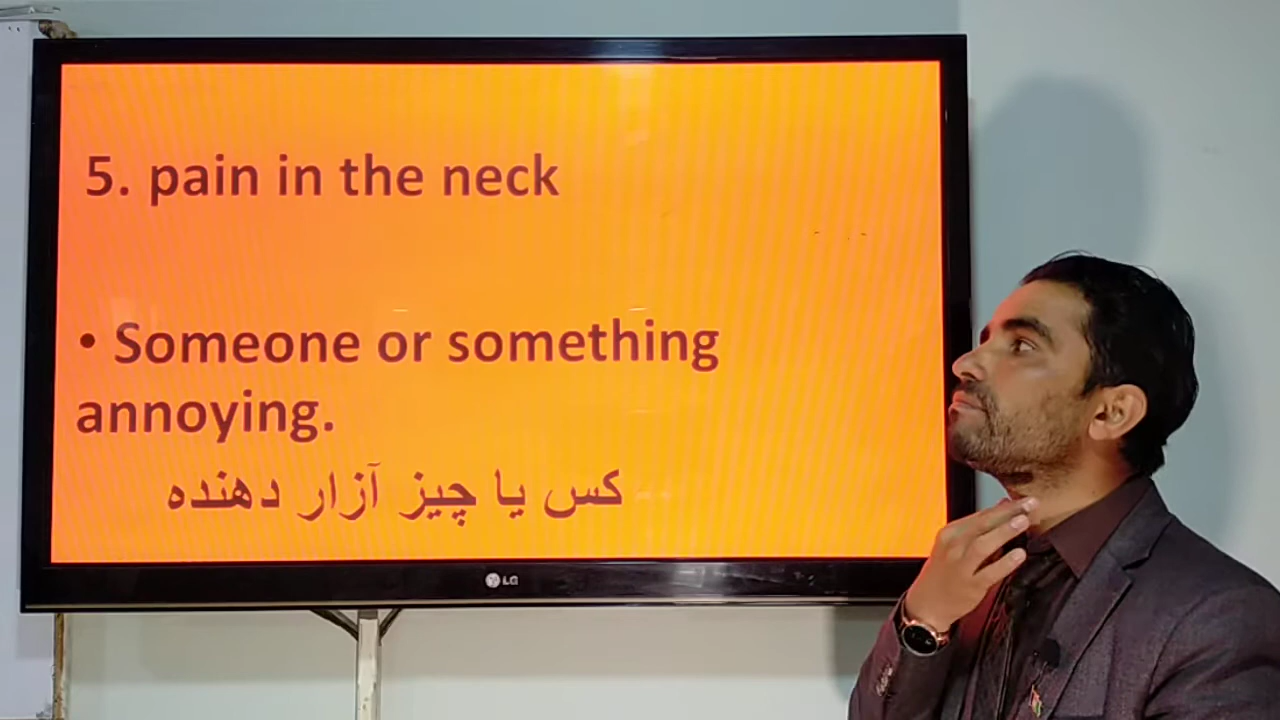 5. pain in the neck
• Someone or something
annoying.
کس یا چیز آزار دهنده
LG